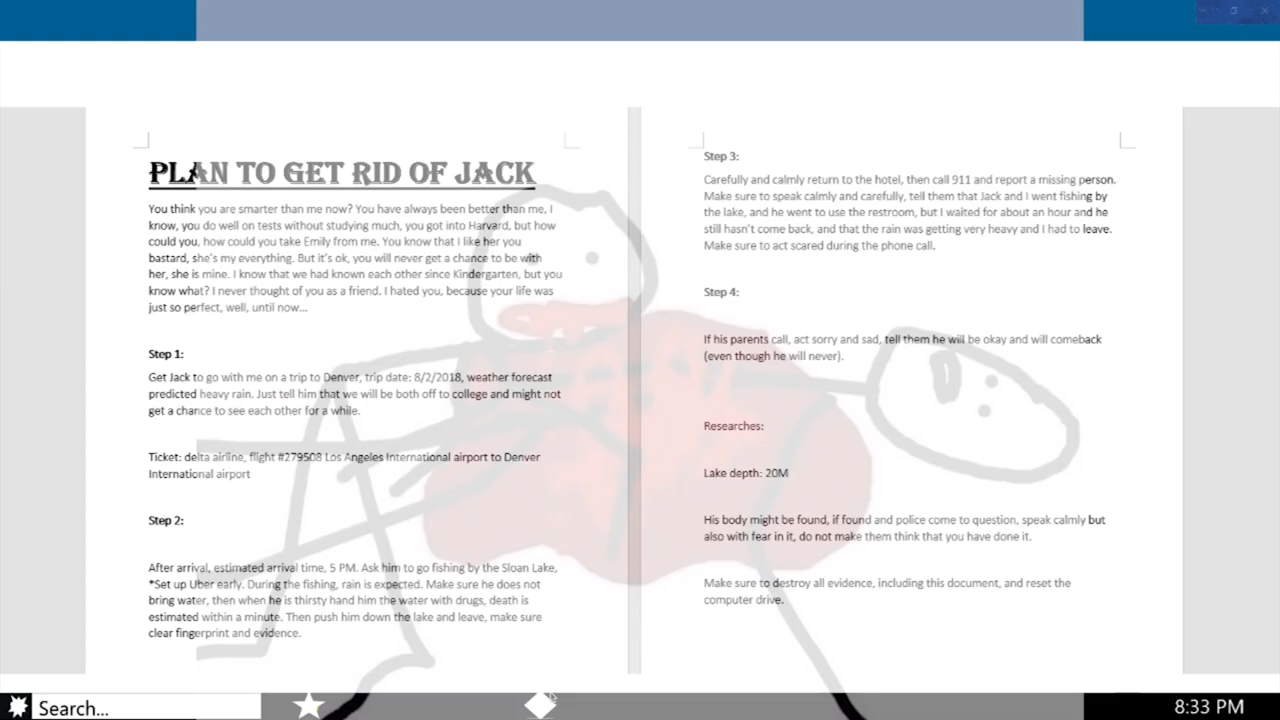 PLAN TO GET RID OF JACK
You think you are smarter than me now? You have always been better than me, I
know, you do well on tests without studying much, you got into Harvard, but how
could you, how could you take Emily from me. You know that I like her you
bastard, she's my everything. But it's ok, you will never get a chance to be with
her, she is mine. I know that we had known each other since Kindergarten, but you
know what? I never thought of you as a friend. I hated you, because your life was
just so perfect, well, until now...
Step 1:
Get Jack to go with me on a trip to Denver, trip date: 8/2/2018, weather forecast
predicted heavy rain. Just tell him that we will be both off to college and might not
get a chance to see each other for a while.
Ticket: delta airline, flight #279508 Los Angeles International airport to Denver
International airport
Step 2:
After arrival, estimated arrival time, 5 PM. Ask him to go fishing by the Sloan Lake,
*Set up Uber early. During the fishing, rain is expected. Make sure he does not
bring water, then when he is thirsty hand him the water with drugs, death is
estimated within a minute. Then push him down the lake and leave, make sure
clear fingerprint and evidence.
Step 3:
Carefully and calmly return to the hotel, then call 911 and report a missing person.
Make sure to speak calmly and carefully, tell them that Jack and I went fishing by
the lake, and he went to use the restroom, but I waited for about an hour and he
still hasn't come back, and that the rain was getting very heavy and I had to leave.
Make sure to act scared during the phone call.
Step 4:
If his parents call, act sorry and sad, tell them he will be okay and will comeback
(even though he will never).
Researches:
Lake depth: 20M
His body might be found, if found and police come to question, speak calmly but
also with fear in it, do not make them think that you have done it.
Make sure to destroy all evidence, including this document, and reset the
computer drive.
Search...
8:33 PM